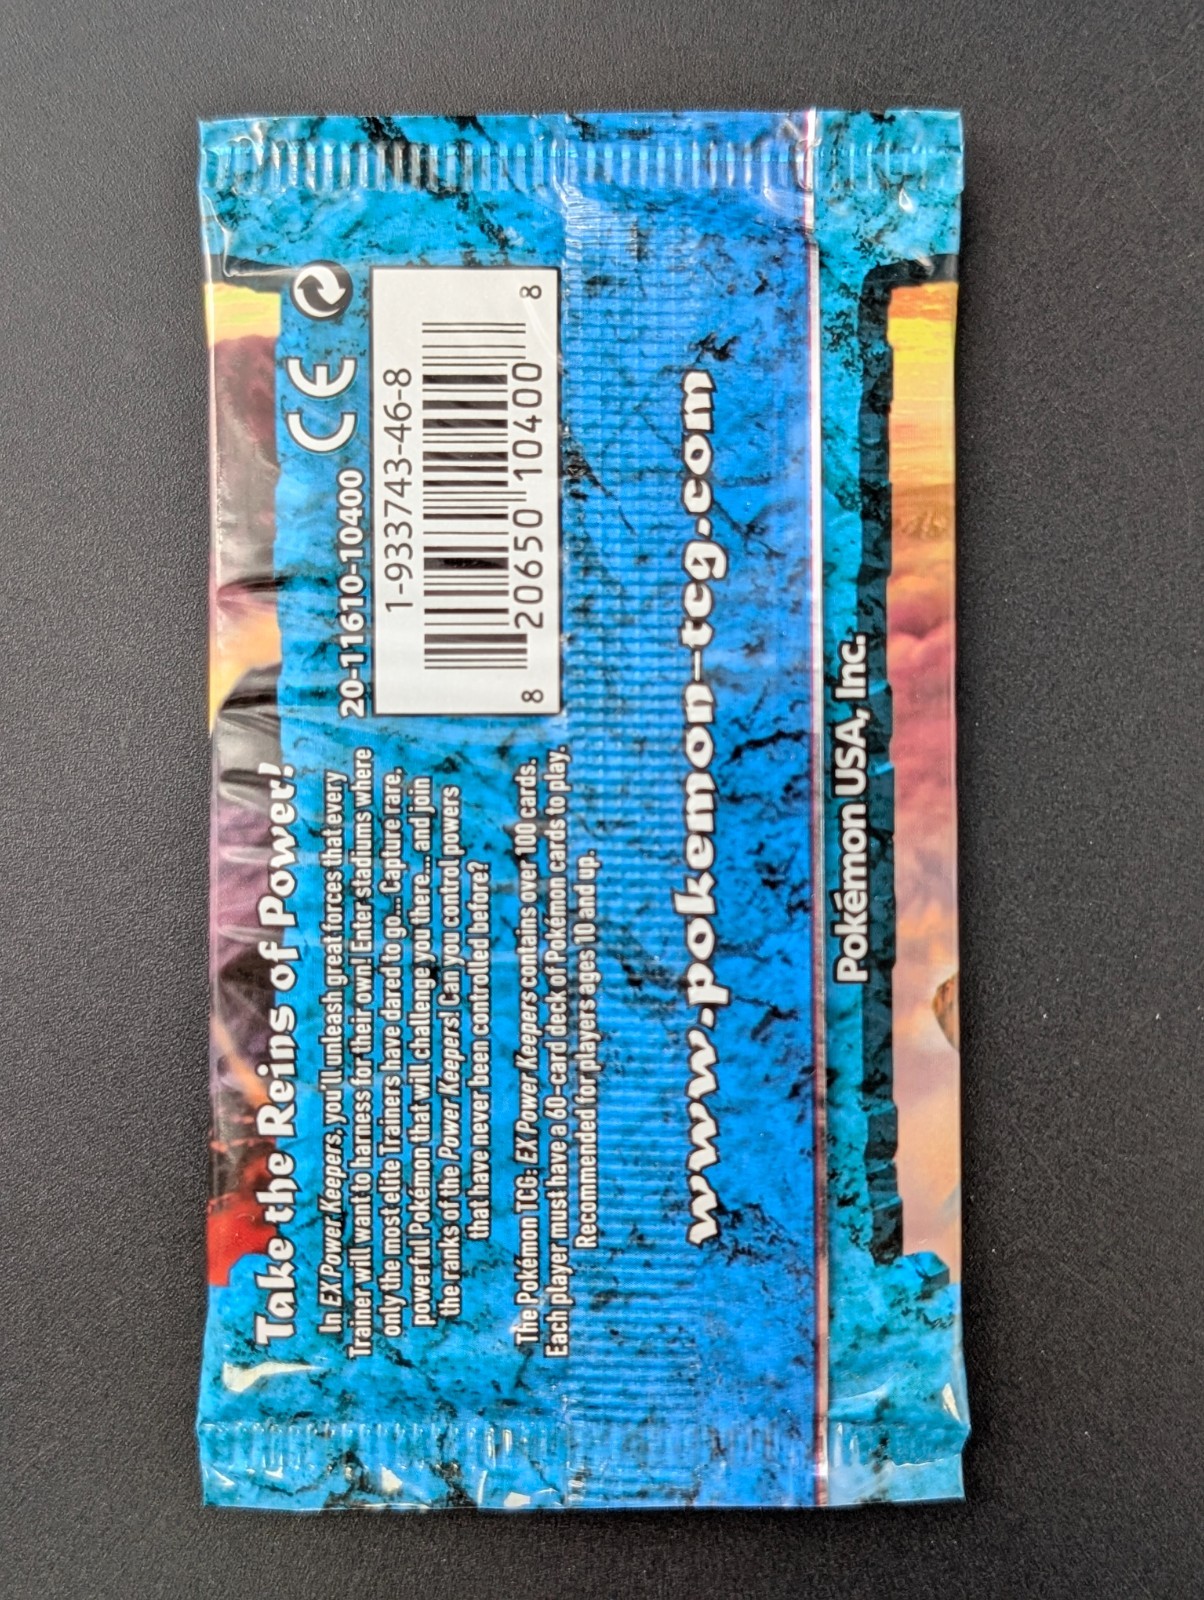 Take the Reins of Power!
In EX Power Keepers, you'll unleash great forces that every
Trainer will want to harness for their own. Enter stadiums where
only the most elite Trainers have dared to go... Capture rare,
powerful Pokémon that will challenge you there... and join
the ranks of the Power Keepers! Can you control powers
that have never been controlled before?
The Pokémon TCG: EX Power Keepers contains over 100 cards.
Each player must have a 60-card deck of Pokémon cards to play.
Recommended for players ages 10 and up.
20-11610-10400
CE
1-933743-46-8
8 20650 10400 8
www.pokemon-tcg.com
Pokémon USA, Inc.